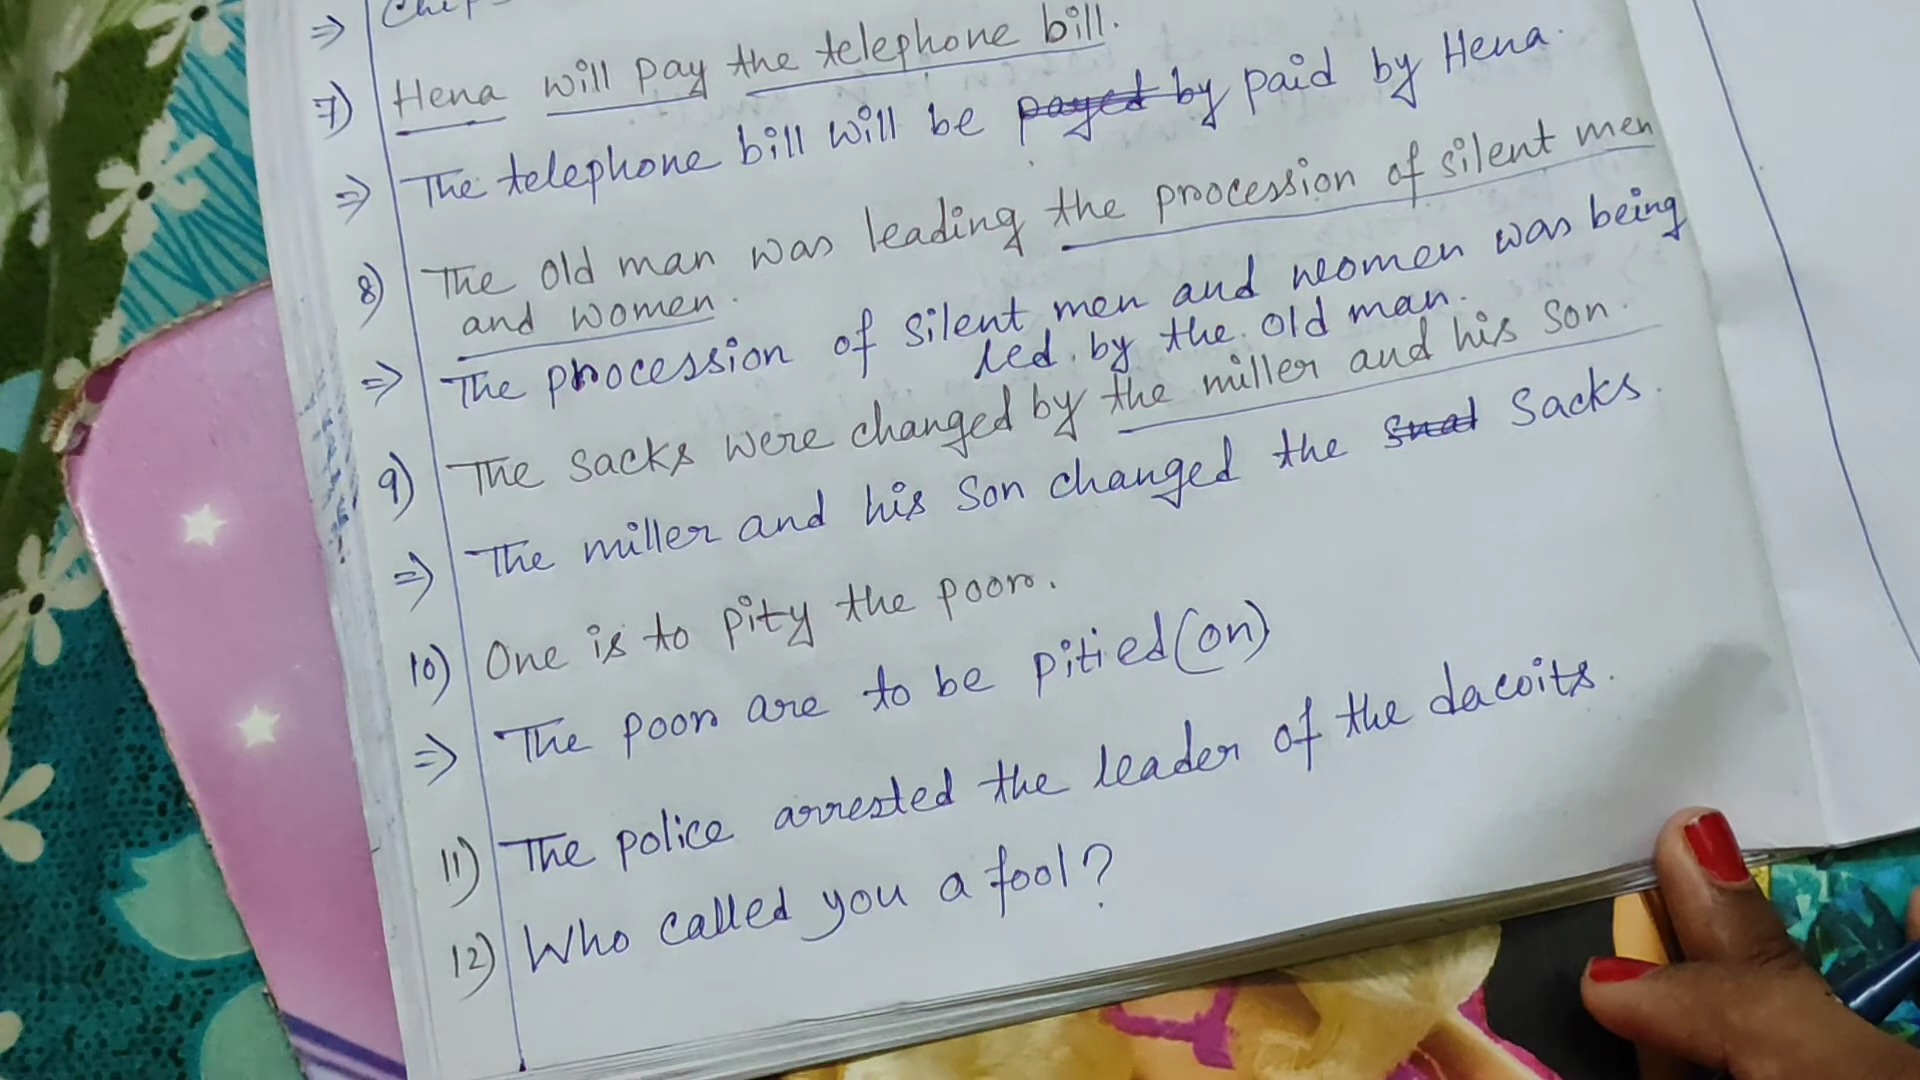 ⇒
7) Hena will pay the telephone bill.
⇒ The telephone bill will be payed by paid by Hena.
8) The old man was leading the procession of silent men
and women.
⇒ The procession of silent men and women was being
led by the old man.
9) The sacks were changed by the miller and his son.
⇒ The miller and his son changed the Sacks.
10) One is to pity the poor.
⇒ The poor are to be pitied (on)
11) The police arrested the leader of the dacoits.
12) Who called you a fool?